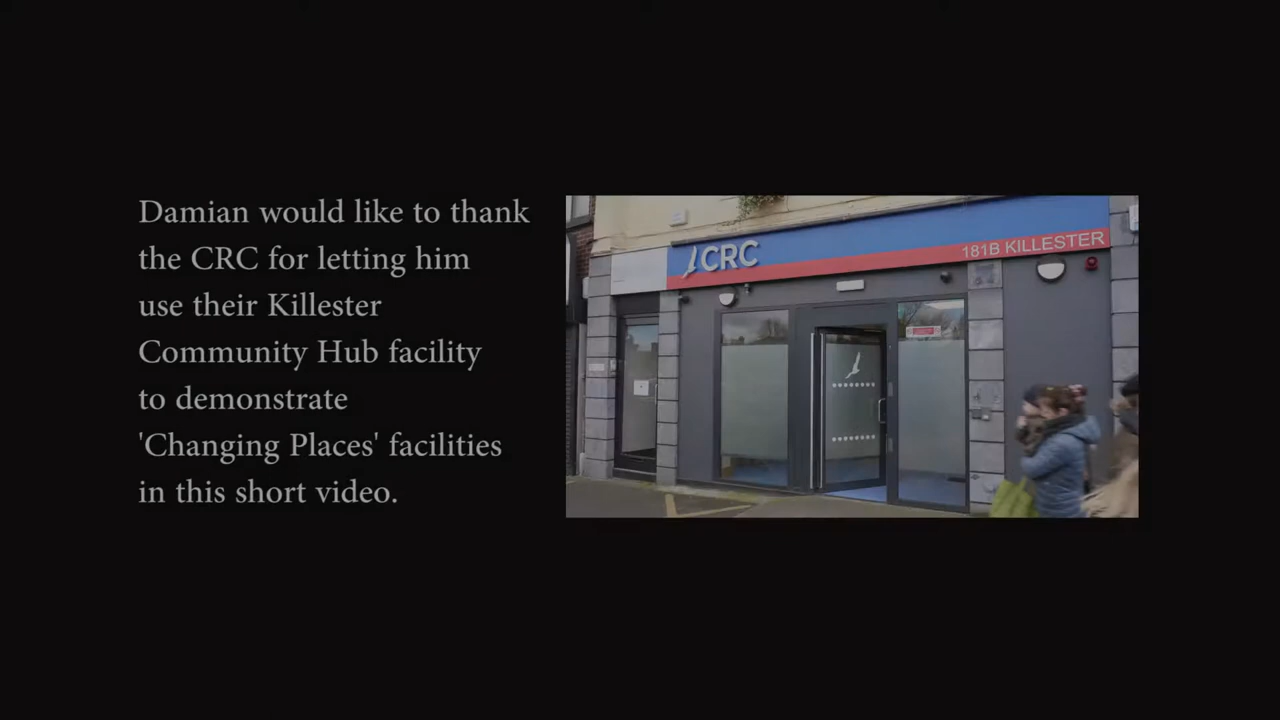 Damian would like to thank
the CRC for letting him
use their Killester
Community Hub facility
to demonstrate
'Changing Places' facilities
in this short video.
CRC
181B KILLESTER